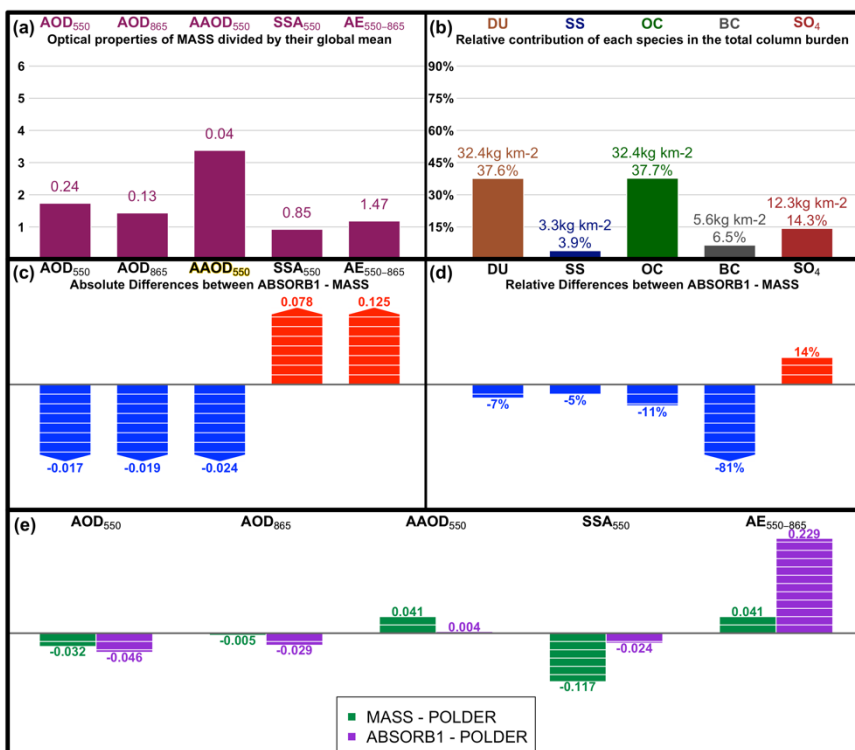 (a) AOD550 AOD865 AAOD550 SSA550 AE550−865
Optical properties of MASS divided by their global mean
6
5
4
3
2
1
0.24
0.13
0.04
0.85
1.47
(b) DU SS OC BC SO4
Relative contribution of each species in the total column burden
90%
75%
60%
45%
30%
15%
32.4kg km-2
37.6%
3.3kg km-2
3.9%
32.4kg km-2
37.7%
5.6kg km-2
6.5%
12.3kg km-2
14.3%
(c) AOD550 AOD865 AAOD550 SSA550 AE550−865
Absolute Differences between ABSORB1 - MASS
0.078
0.125
-0.017
-0.019
-0.024
(d) DU SS OC BC SO4
Relative Differences between ABSORB1 - MASS
14%
-7%
-5%
-11%
-81%
(e) AOD550 AOD865 AAOD550 SSA550 AE550−865
-0.032
-0.046
-0.005
-0.029
0.041
0.004
-0.117
-0.024
0.041
0.229
MASS - POLDER
ABSORB1 - POLDER